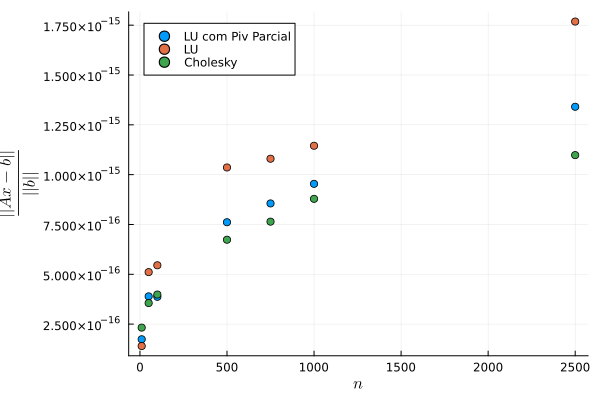 LU com Piv Parcial
LU
Cholesky
1.750×10⁻¹⁵
1.500×10⁻¹⁵
1.250×10⁻¹⁵
1.000×10⁻¹⁵
7.500×10⁻¹⁶
5.000×10⁻¹⁶
2.500×10⁻¹⁶
||Ax − b||
||b||
0 500 1000 1500 2000 2500
n